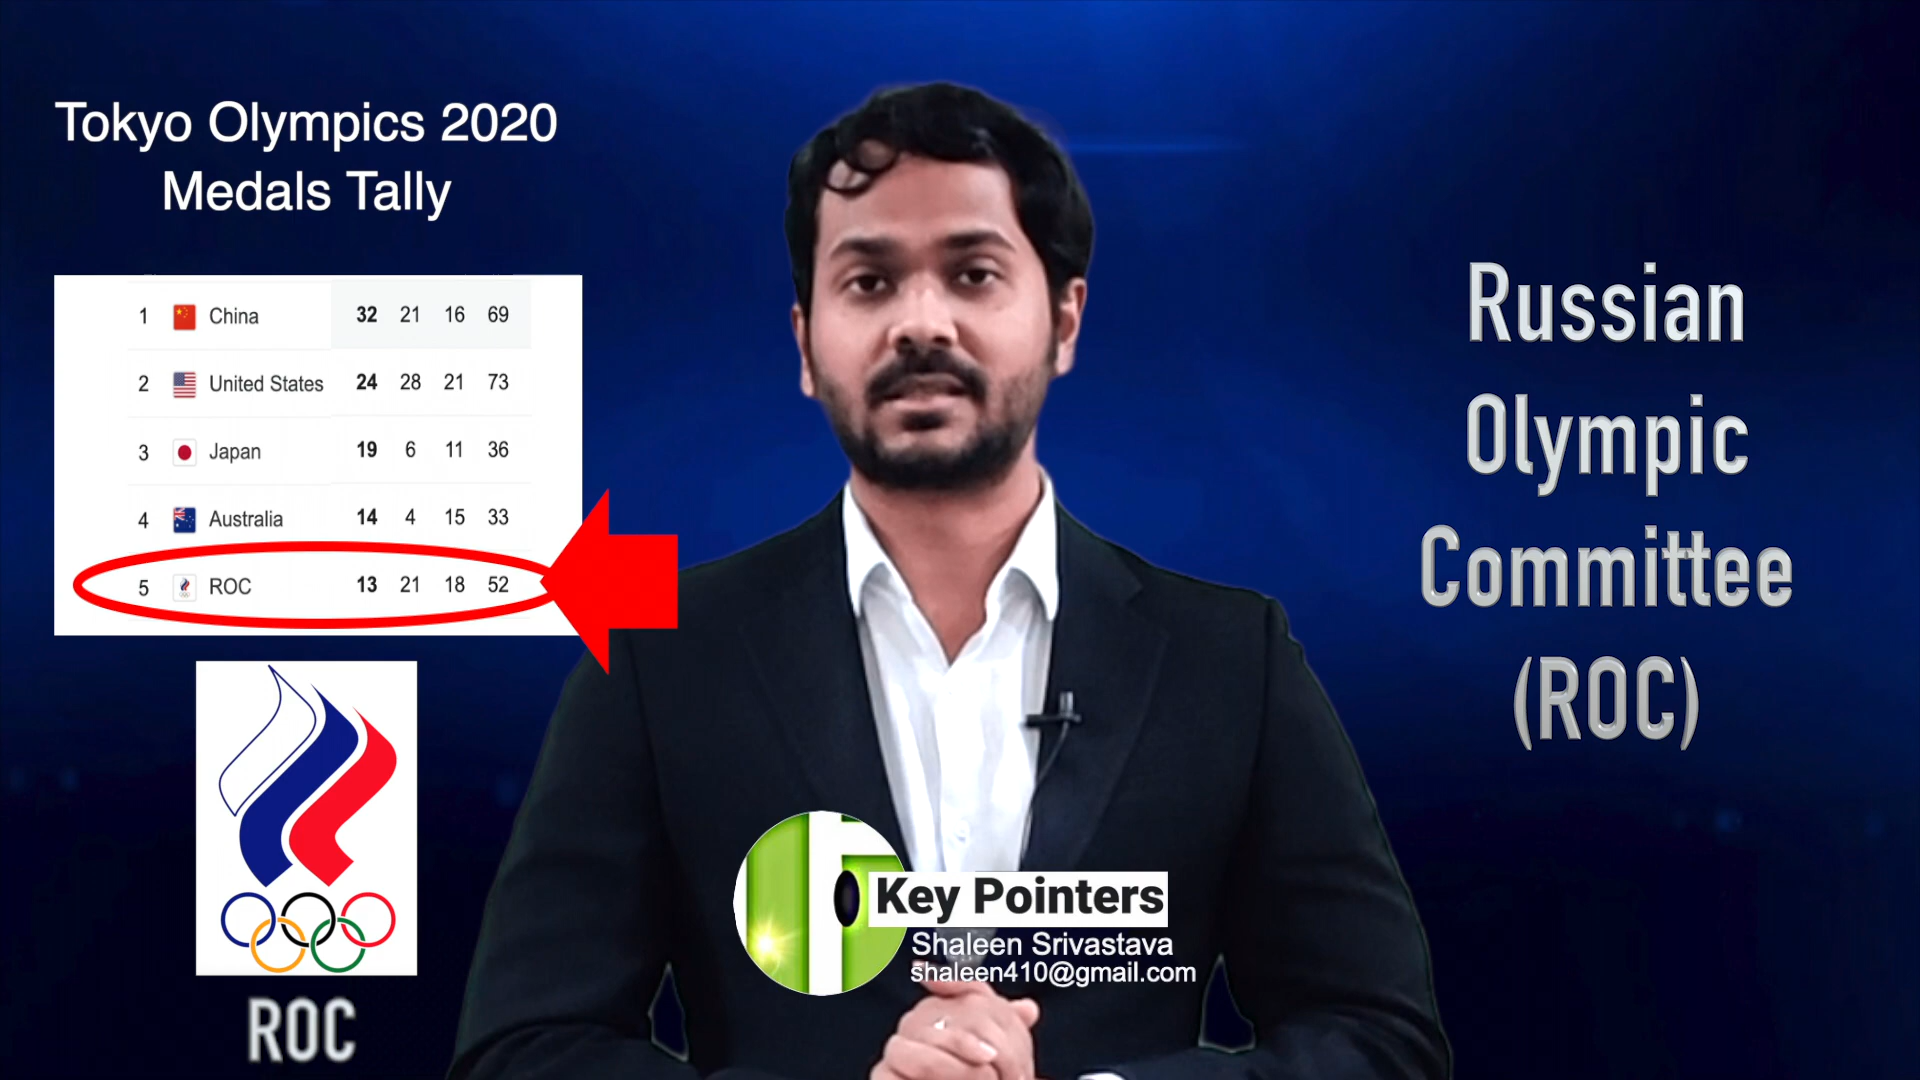 Tokyo Olympics 2020
Medals Tally
1 China 32 21 16 69
2 United States 24 28 21 73
3 Japan 19 6 11 36
4 Australia 14 4 15 33
5 ROC 13 21 18 52
ROC
Russian
Olympic
Committee
(ROC)
Key Pointers
Shaleen Srivastava
shaleen410@gmail.com